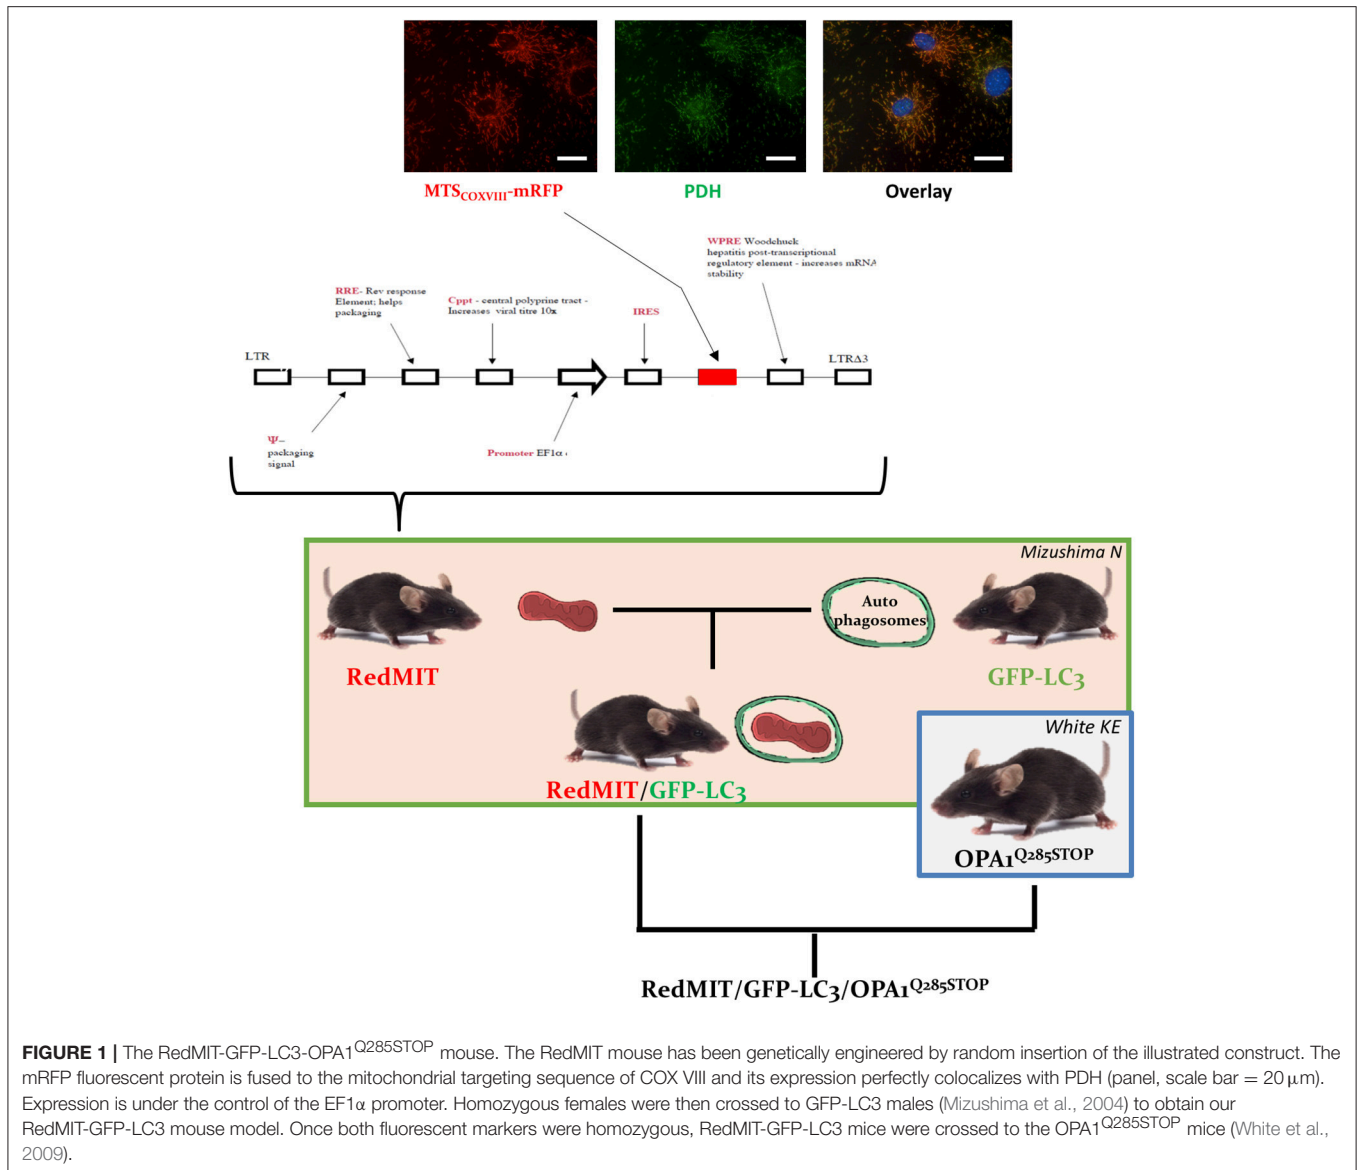 MTSCOXVIII-mRFP
PDH
Overlay
WPRE Woodchuck
hepatitis post-transcriptional
regulatory element - increases mRNA
stability
RRE- Rev response
Element; helps
packaging
Cppt - central polyprine tract -
Increases viral titre 10x
IRES
LTR
LTRΔ3
Ψ–
packaging
signal
Promoter EF1α
Mizushima N
Auto
phagosomes
RedMIT
GFP-LC3
White KE
RedMIT/GFP-LC3
OPA1Q285STOP
RedMIT/GFP-LC3/OPA1Q285STOP
FIGURE 1 | The RedMIT-GFP-LC3-OPA1Q285STOP mouse. The RedMIT mouse has been genetically engineered by random insertion of the illustrated construct. The
mRFP fluorescent protein is fused to the mitochondrial targeting sequence of COX VIII and its expression perfectly colocalizes with PDH (panel, scale bar = 20 μm).
Expression is under the control of the EF1α promoter. Homozygous females were then crossed to GFP-LC3 males (Mizushima et al., 2004) to obtain our
RedMIT-GFP-LC3 mouse model. Once both fluorescent markers were homozygous, RedMIT-GFP-LC3 mice were crossed to the OPA1Q285STOP mice (White et al.,
2009).